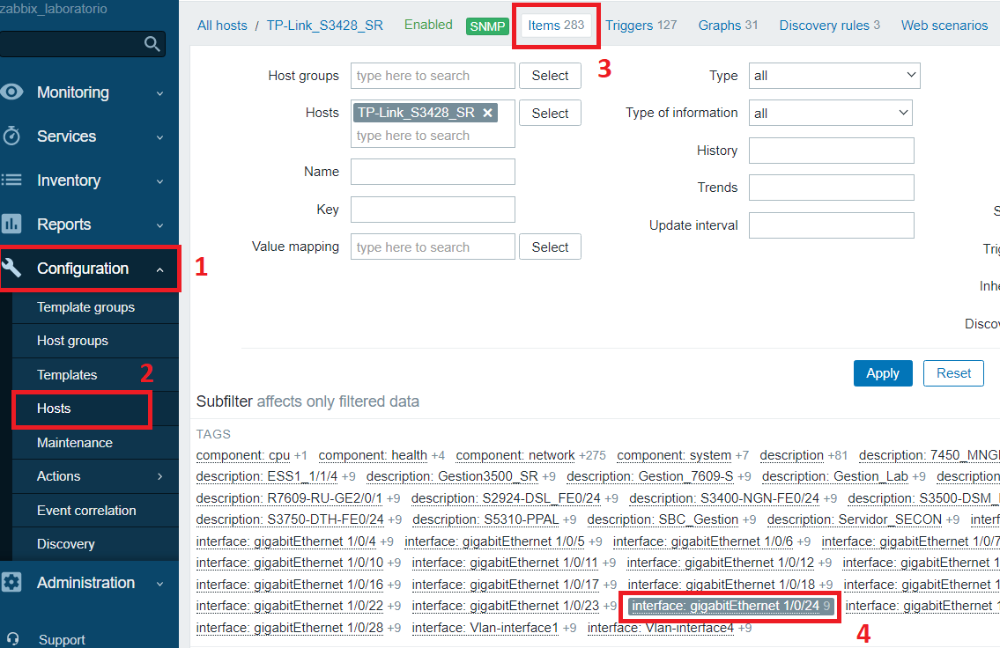 zabbix_laboratorio
All hosts / TP-Link_S3428_SR Enabled SNMP Items 283 Triggers 127 Graphs 31 Discovery rules 3 Web scenarios
3
Monitoring
Services
Inventory
Reports
Configuration
1
Template groups
Host groups
Templates
2
Hosts
Maintenance
Actions
Event correlation
Discovery
Administration
Support
Host groups type here to search Select
Hosts TP-Link_S3428_SR × Select
type here to search
Name
Key
Value mapping type here to search Select
Type all
Type of information all
History
Trends
Update interval
S
Trig
Inhe
Discov
Apply Reset
Subfilter affects only filtered data
TAGS
component: cpu +1 component: health +4 component: network +275 component: system +7 description +81 description: 7450_MNG
description: ESS1_1/1/4 +9 description: Gestion3500_SR +9 description: Gestion_7609-S +9 description: Gestion_Lab +9 description
description: R7609-RU-GE2/0/1 +9 description: S2924-DSL_FE0/24 +9 description: S3400-NGN-FE0/24 +9 description: S3500-DSM_
description: S3750-DTH-FE0/24 +9 description: S5310-PPAL +9 description: SBC_Gestion +9 description: Servidor_SECON +9 interf
interface: gigabitEthernet 1/0/4 +9 interface: gigabitEthernet 1/0/5 +9 interface: gigabitEthernet 1/0/6 +9 interface: gigabitEthernet 1/0/7
interface: gigabitEthernet 1/0/10 +9 interface: gigabitEthernet 1/0/11 +9 interface: gigabitEthernet 1/0/12 +9 interface: gigabitEthernet 1
interface: gigabitEthernet 1/0/16 +9 interface: gigabitEthernet 1/0/17 +9 interface: gigabitEthernet 1/0/18 +9 interface: gigabitEthernet 1
interface: gigabitEthernet 1/0/22 +9 interface: gigabitEthernet 1/0/23 +9 interface: gigabitEthernet 1/0/24 9 interface: gigabitEthernet 1
interface: gigabitEthernet 1/0/28 +9 interface: Vlan-interface1 +9 interface: Vlan-interface4 +9
4